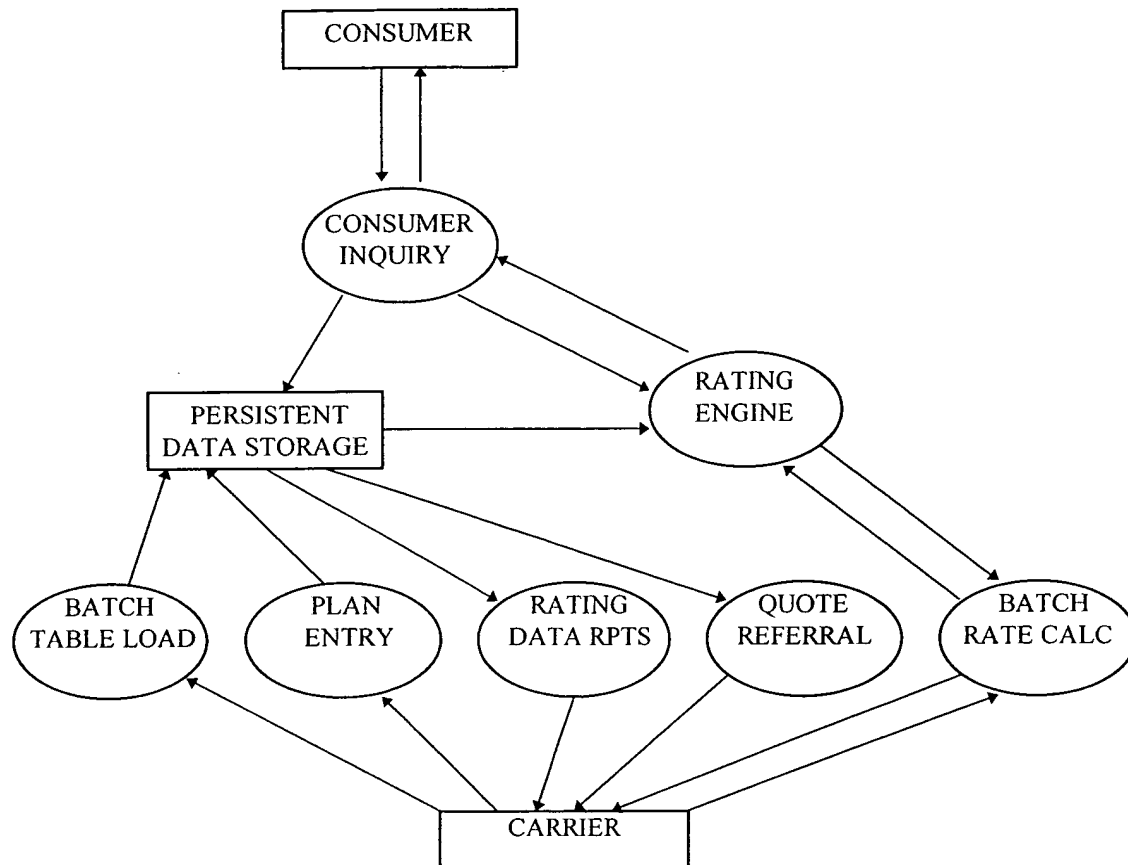 CONSUMER
CONSUMER
INQUIRY
RATING
ENGINE
PERSISTENT
DATA STORAGE
BATCH
TABLE LOAD
PLAN
ENTRY
RATING
DATA RPTS
QUOTE
REFERRAL
BATCH
RATE CALC
CARRIER